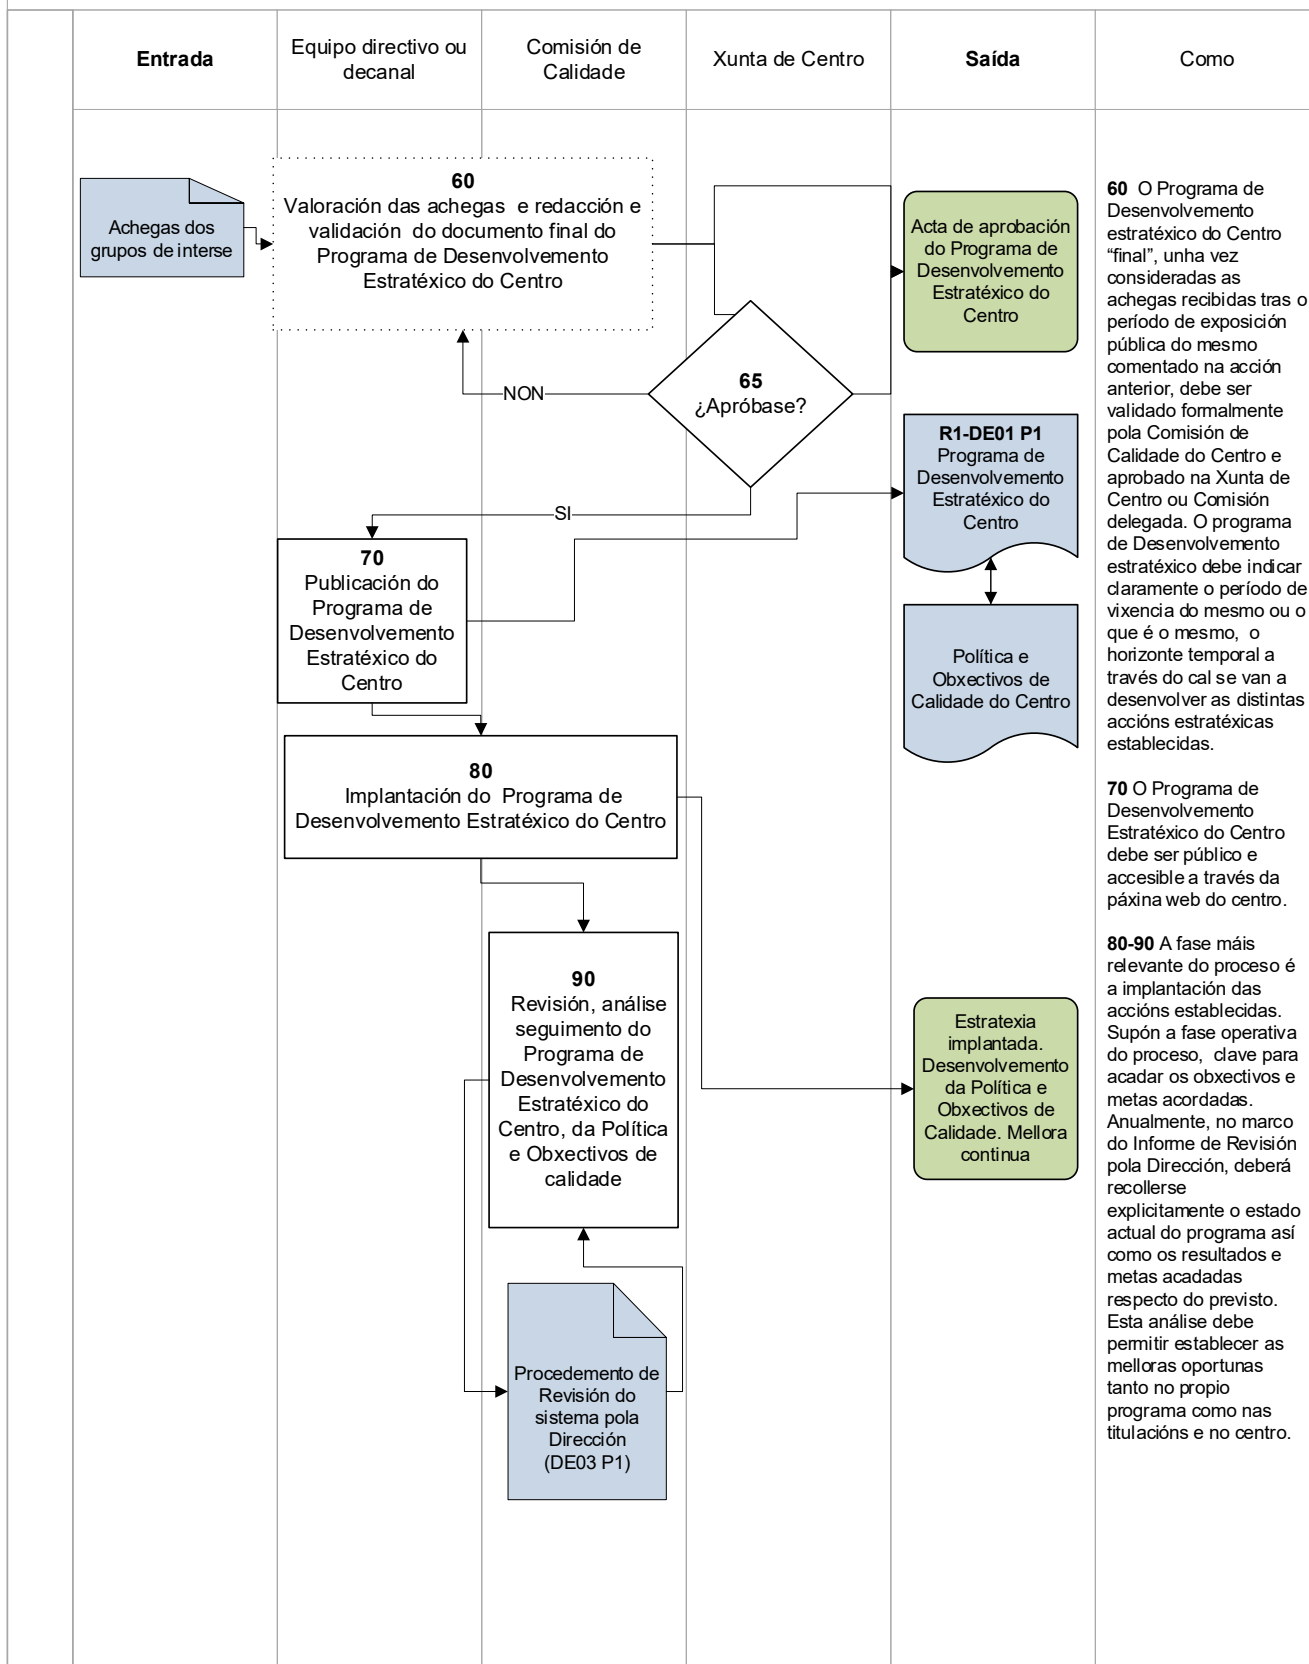 Entrada
Equipo directivo ou
decanal
Comisión de
Calidade
Xunta de Centro
Saída
Como
Achegas dos
grupos de interse
60
Valoración das achegas e redacción e
validación do documento final do
Programa de Desenvolvemento
Estratéxico do Centro
65
¿Apróbase?
NON
SI
Acta de aprobación
do Programa de
Desenvolvemento
Estratéxico do
Centro
R1-DE01 P1
Programa de
Desenvolvemento
Estratéxico do
Centro
Política e
Obxectivos de
Calidade do Centro
70
Publicación do
Programa de
Desenvolvemento
Estratéxico do
Centro
80
Implantación do Programa de
Desenvolvemento Estratéxico do Centro
90
Revisión, análise
seguimento do
Programa de
Desenvolvemento
Estratéxico do
Centro, da Política
e Obxectivos de
calidade
Estratexia
implantada.
Desenvolvemento
da Política e
Obxectivos de
Calidade. Mellora
continua
Procedemento de
Revisión do
sistema pola
Dirección
(DE03 P1)
60 O Programa de
Desenvolvemento
estratéxico do Centro
“final”, unha vez
consideradas as
achegas recibidas tras o
período de exposición
pública do mesmo
comentado na acción
anterior, debe ser
validado formalmente
pola Comisión de
Calidade do Centro e
aprobado na Xunta de
Centro ou Comisión
delegada. O programa
de Desenvolvemento
estratéxico debe indicar
claramente o período de
vixencia do mesmo ou o
que é o mesmo, o
horizonte temporal a
través do cal se van a
desenvolver as distintas
accións estratéxicas
establecidas.
70 O Programa de
Desenvolvemento
Estratéxico do Centro
debe ser público e
accesible a través da
páxina web do centro.
80-90 A fase máis
relevante do proceso é
a implantación das
accións establecidas.
Supón a fase operativa
do proceso, clave para
acadar os obxectivos e
metas acordadas.
Anualmente, no marco
do Informe de Revisión
pola Dirección, deberá
recollerse
explicitamente o estado
actual do programa así
como os resultados e
metas acadadas
respecto do previsto.
Esta análise debe
permitir establecer as
melloras oportunas
tanto no propio
programa como nas
titulacións e no centro.